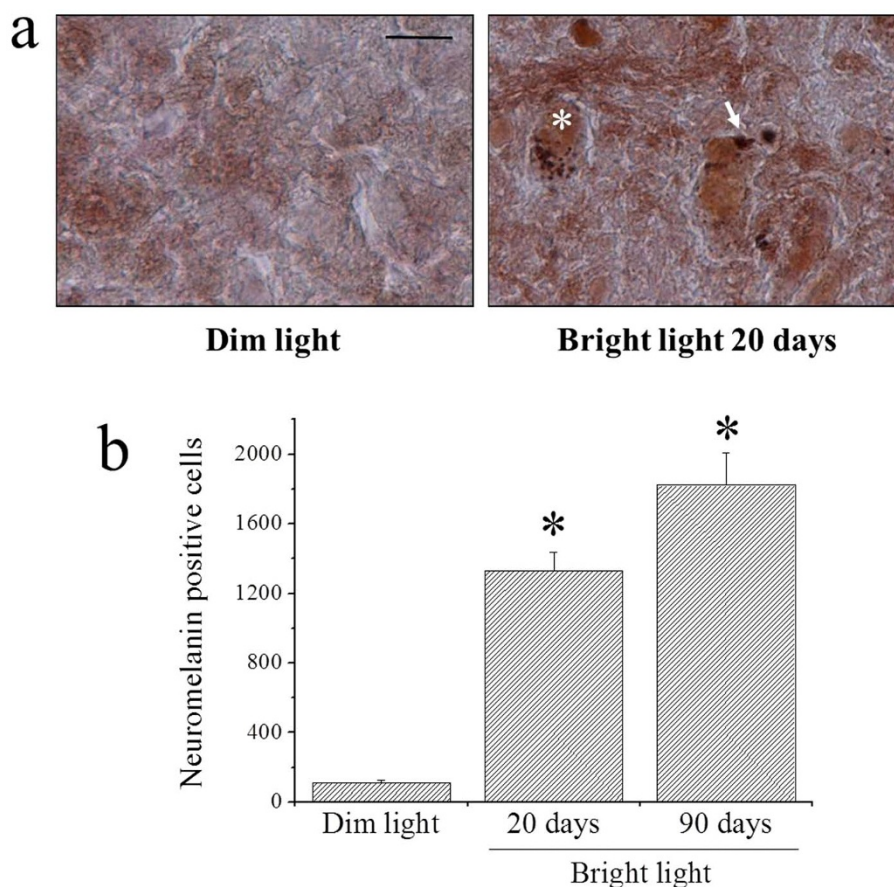 a
*
Dim light
Bright light 20 days
b
Neuromelanin positive cells
2000
1600
1200
800
400
0
*
*
Dim light
20 days
90 days
Bright light